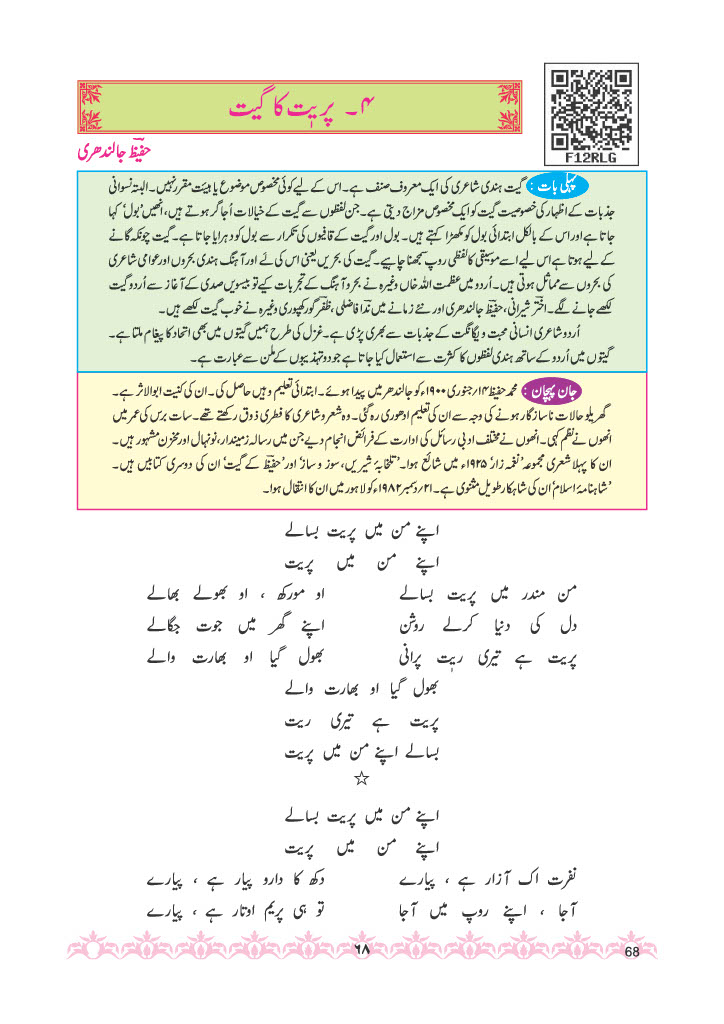 ۴۔ پریت کا گیت
F12RLG
حفیظ جالندھری
پہلی بات : گیت ہندی شاعری کی ایک معروف صنف ہے۔ اس کے لیے کوئی مخصوص موضوع یا ہیئت مقرر نہیں۔ البتہ نسوانی
جذبات کے اظہار کی خصوصیت گیت کو ایک مخصوص مزاج دیتی ہے۔ جن لفظوں سے گیت کے خیالات اُجاگر ہوتے ہیں، انھیں 'بول' کہا
جاتا ہے اور اس کے بالکل ابتدائی بول کو مکھڑا کہتے ہیں۔ بول اور گیت کے قافیوں کی تکرار سے بول کو دہرایا جاتا ہے۔ گیت چونکہ گانے
کے لیے ہوتا ہے اس لیے اسے موسیقی کا لفظی روپ سمجھنا چاہیے۔ گیت کی بحریں یعنی اس کی لے اور آہنگ ہندی بحروں اور عوامی شاعری
کی بحروں سے مماثل ہوتی ہیں۔ اُردو میں عظمت اللہ خاں وغیرہ نے بحر و آہنگ کے تجربات کیے تو بیسویں صدی کے آغاز سے اُردو گیت
لکھے جانے لگے۔ اختر شیرانی، حفیظ جالندھری اور نئے زمانے میں ندا فاضلی، ظفر گورکھپوری وغیرہ نے خوب گیت لکھے ہیں۔
اُردو شاعری انسانی محبت و یگانگت کے جذبات سے بھری پڑی ہے۔ غزل کی طرح ہمیں گیتوں میں بھی اتحاد کا پیغام ملتا ہے۔
گیتوں میں اُردو کے ساتھ ہندی لفظوں کا کثرت سے استعمال کیا جاتا ہے جو دو تہذیبوں کے ملن سے عبارت ہے۔
جان پہچان : محمد حفیظ ۱۴؍جنوری ۱۹۰۰ء کو جالندھر میں پیدا ہوئے۔ ابتدائی تعلیم وہیں حاصل کی۔ ان کی کنیت ابوالاثر ہے۔
گھریلو حالات ناسازگار ہونے کی وجہ سے ان کی تعلیم ادھوری رہ گئی۔ وہ شعر و شاعری کا فطری ذوق رکھتے تھے۔ سات برس کی عمر میں
انھوں نے نظم کہی۔ انھوں نے مختلف ادبی رسائل کی ادارت کے فرائض انجام دیے جن میں رسالہ زمیندار، نونہال اور مخزن مشہور ہیں۔
ان کا پہلا شعری مجموعہ 'نغمہ زار' ۱۹۲۵ء میں شائع ہوا۔ 'تلخابۂ شیریں، سوز و ساز' اور 'حفیظ کے گیت' ان کی دوسری کتابیں ہیں۔
'شاہنامۂ اسلام' ان کی شاہکار طویل مثنوی ہے۔ ۲۱؍دسمبر ۱۹۸۲ء کو لاہور میں ان کا انتقال ہوا۔
اپنے من میں پریت بسالے
اپنے من میں پریت
من مندر میں پریت بسالے او مورکھ ، او بھولے بھالے
دل کی دنیا کرلے روشن اپنے گھر میں جوت جگالے
پریت ہے تیری ریت پرانی بھول گیا او بھارت والے
بھول گیا او بھارت والے
پریت ہے تیری ریت
بسالے اپنے من میں پریت
☆
اپنے من میں پریت بسالے
اپنے من میں پریت
نفرت اک آزار ہے ، پیارے دکھ کا دارو پیار ہے ، پیارے
آجا ، اپنے روپ میں آجا تو ہی پریم اوتار ہے ، پیارے
۶۸
68